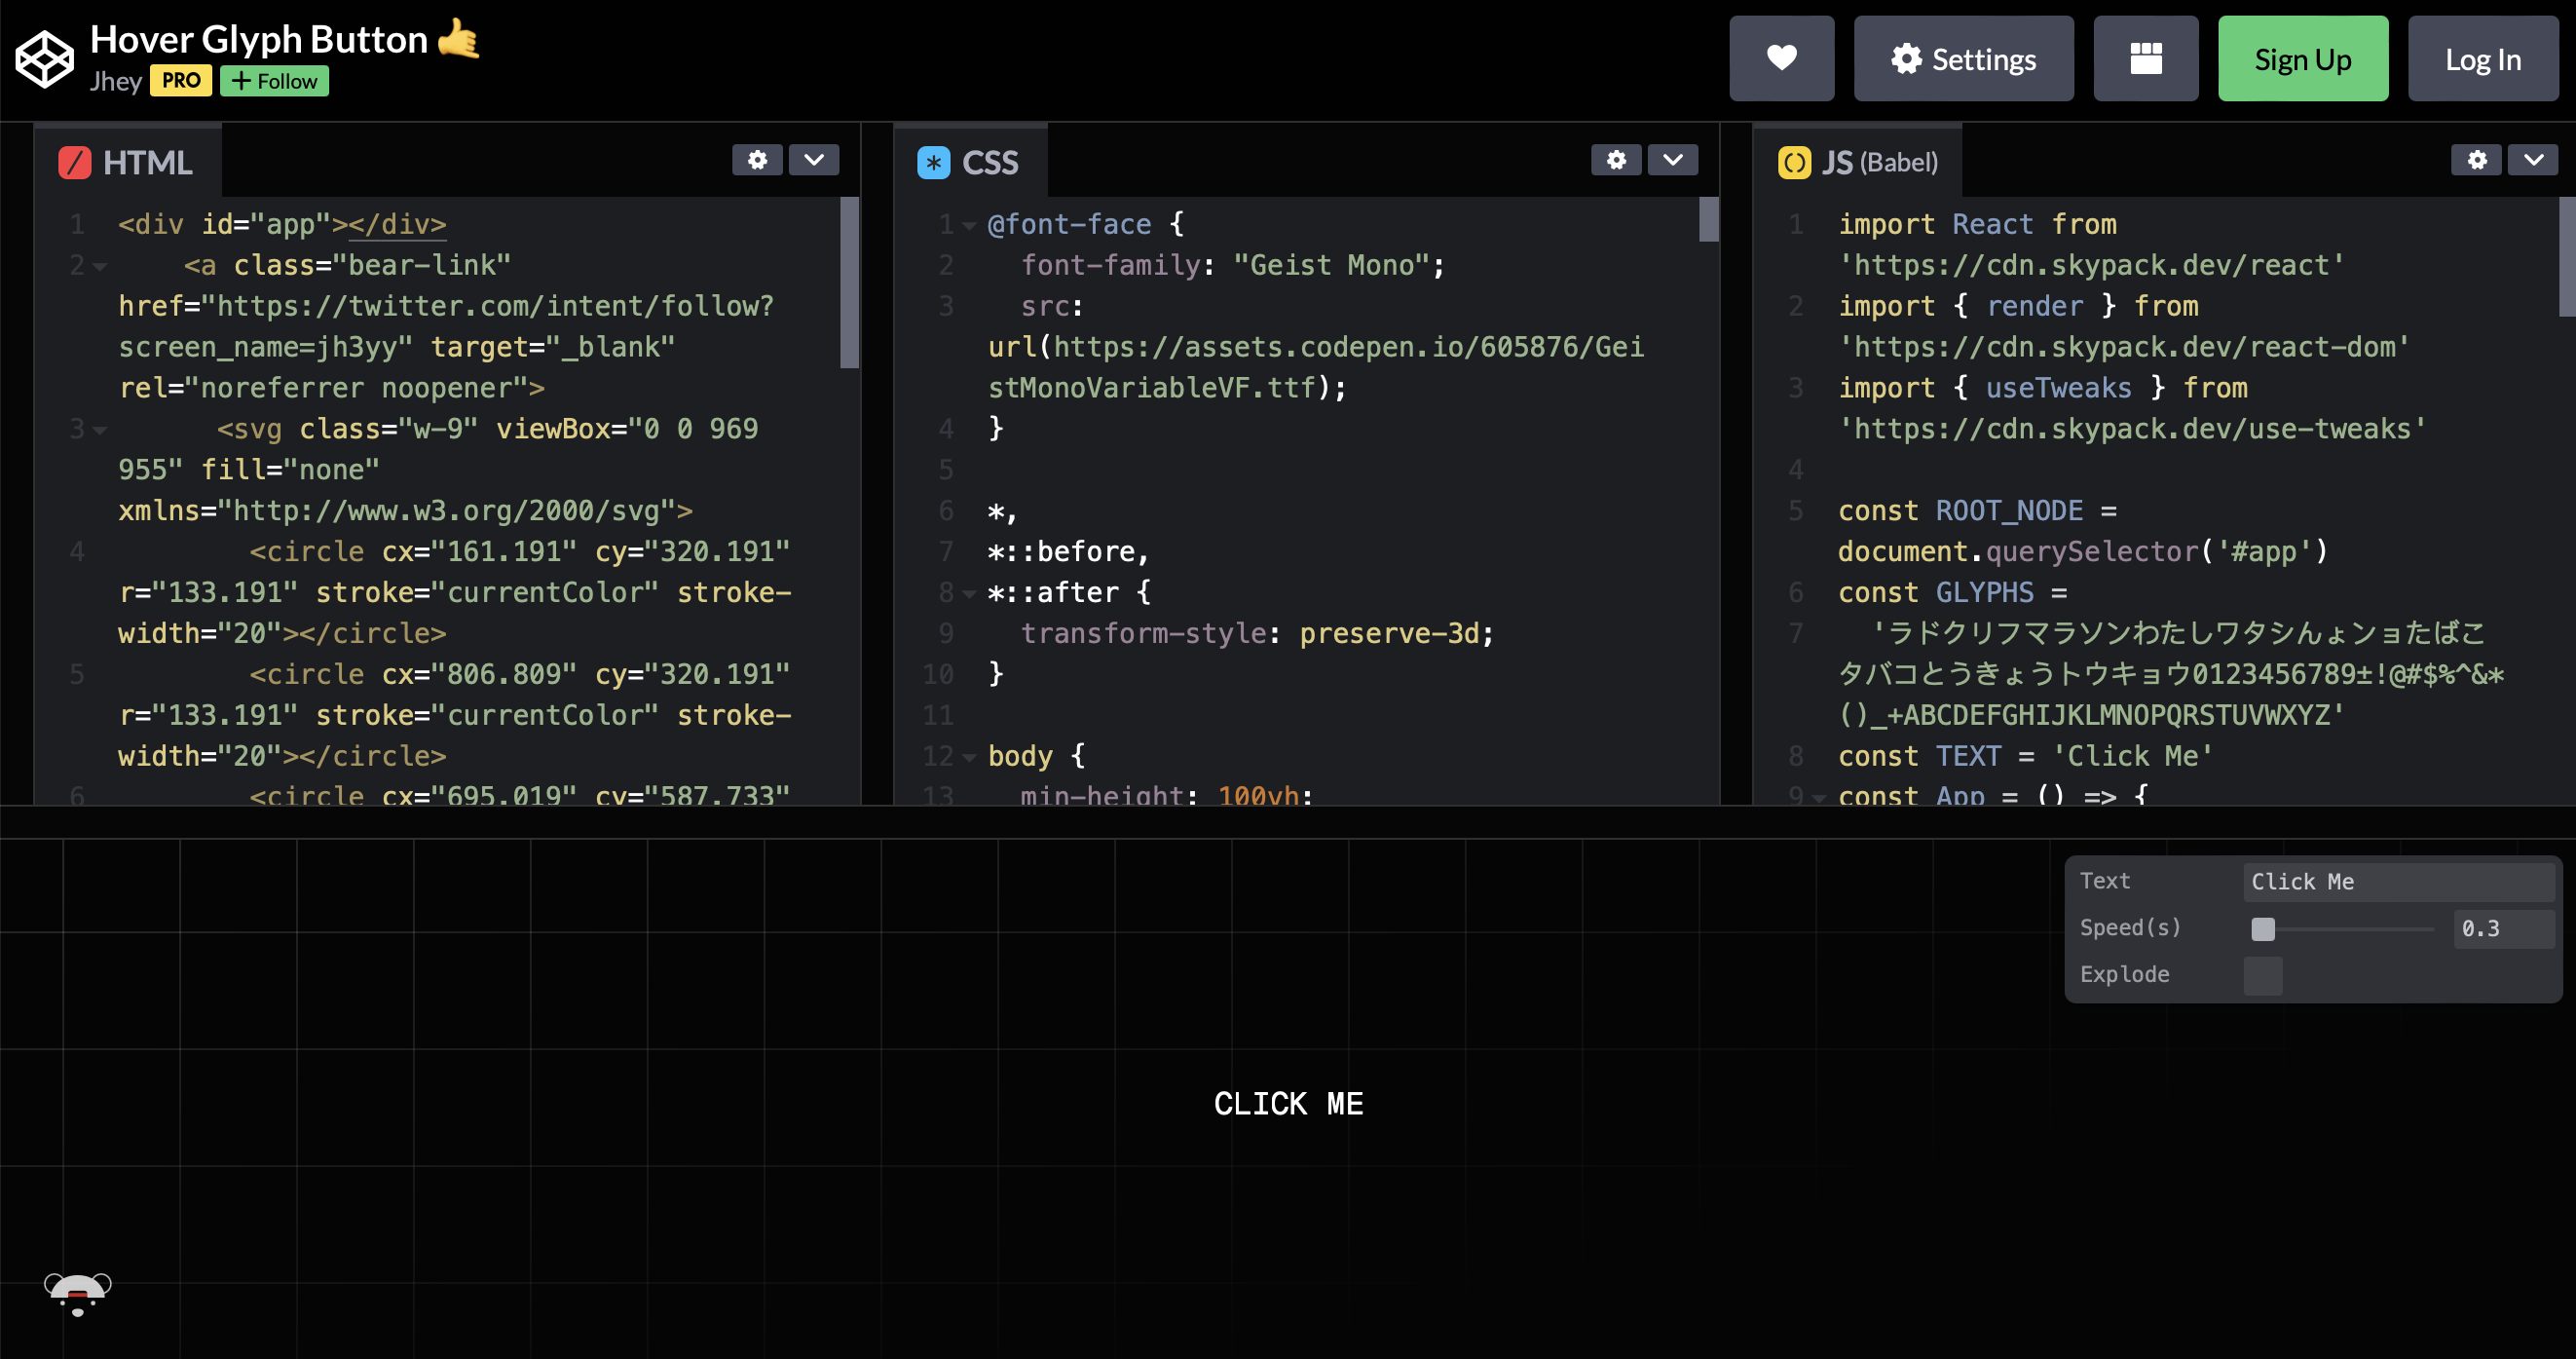 Hover Glyph Button 🤙
Jhey PRO + Follow
Settings
Sign Up
Log In
HTML
1 <div id="app"></div>
2 <a class="bear-link"
href="https://twitter.com/intent/follow?
screen_name=jh3yy" target="_blank"
rel="noreferrer noopener">
3 <svg class="w-9" viewBox="0 0 969
955" fill="none"
xmlns="http://www.w3.org/2000/svg">
4 <circle cx="161.191" cy="320.191"
r="133.191" stroke="currentColor" stroke-
width="20"></circle>
5 <circle cx="806.809" cy="320.191"
r="133.191" stroke="currentColor" stroke-
width="20"></circle>
6 <circle cx="695.019" cy="587.733"
CSS
1 @font-face {
2 font-family: "Geist Mono";
3 src:
url(https://assets.codepen.io/605876/Gei
stMonoVariableVF.ttf);
4 }
5
6 *,
7 *::before,
8 *::after {
9 transform-style: preserve-3d;
10 }
11
12 body {
13 min-height: 100vh;
JS (Babel)
1 import React from
'https://cdn.skypack.dev/react'
2 import { render } from
'https://cdn.skypack.dev/react-dom'
3 import { useTweaks } from
'https://cdn.skypack.dev/use-tweaks'
4
5 const ROOT_NODE =
document.querySelector('#app')
6 const GLYPHS =
7 'ラドクリフマラソンわたしワタシんょンョたばこ
タバコとうきょうトウキョウ0123456789±!@#$%^&*
()_+ABCDEFGHIJKLMNOPQRSTUVWXYZ'
8 const TEXT = 'Click Me'
9 const App = () => {
Text Click Me
Speed(s) 0.3
Explode
CLICK ME